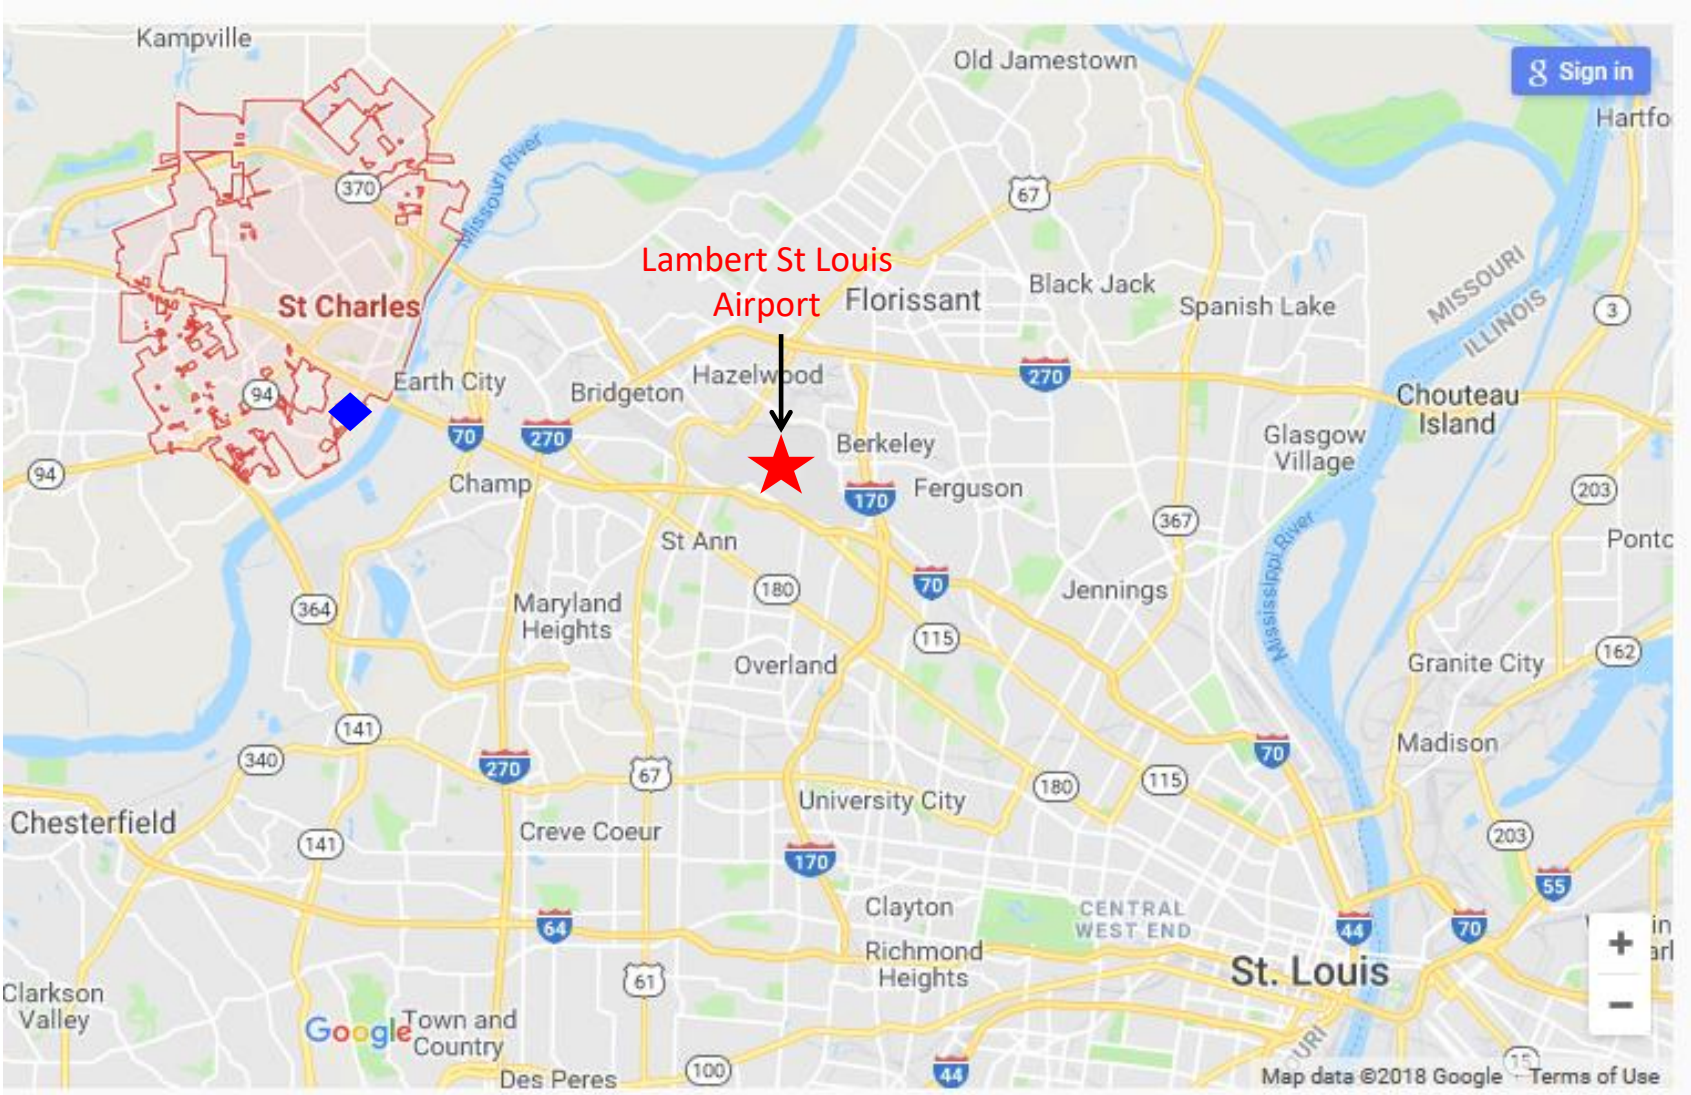 Kampville
Old Jamestown
Sign in
370
Missouri River
67
Lambert St Louis
Airport
Florissant
Black Jack
Spanish Lake
MISSOURI
ILLINOIS
3
St Charles
Earth City
Bridgeton
Hazelwood
270
Chouteau
Island
94
70
270
Berkeley
Glasgow
Village
94
Champ
170
Ferguson
367
203
St Ann
Mississippi River
364
Maryland
Heights
180
70
Jennings
115
Overland
Granite City
162
141
340
270
67
70
Madison
180
115
University City
Chesterfield
141
Creve Coeur
170
203
55
64
Clayton
CENTRAL
WEST END
44
70
Richmond
Heights
61
St. Louis
+
Clarkson
Valley
Google
Town and
Country
−
Des Peres
100
44
15
Map data ©2018 Google
Terms of Use